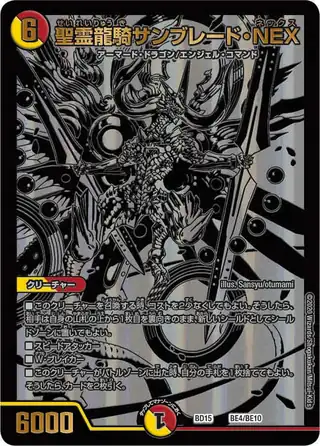 せいれいりゅうき
ネックス
6
聖霊龍騎サンブレード・NEX
アーマード・ドラゴン/エンジェル・コマンド
クリーチャー
illus. Sansyu/otumami
■このクリーチャーを召喚する時、コストを2少なくしてもよい。そうしたら、
相手は自身の山札の上から1枚目を裏向きのまま、新しいシールドとしてシール
ドゾーンに置いてもよい。
■スピードアタッカー
■W・ブレイカー
■このクリーチャーがバトルゾーンに出た時、自分の手札を1枚捨ててもよい。
そうしたら、カードを2枚引く。
6000
1
BD15
BE4/BE10
©2020 Wizards/Shogakukan/Mitsui-Kids